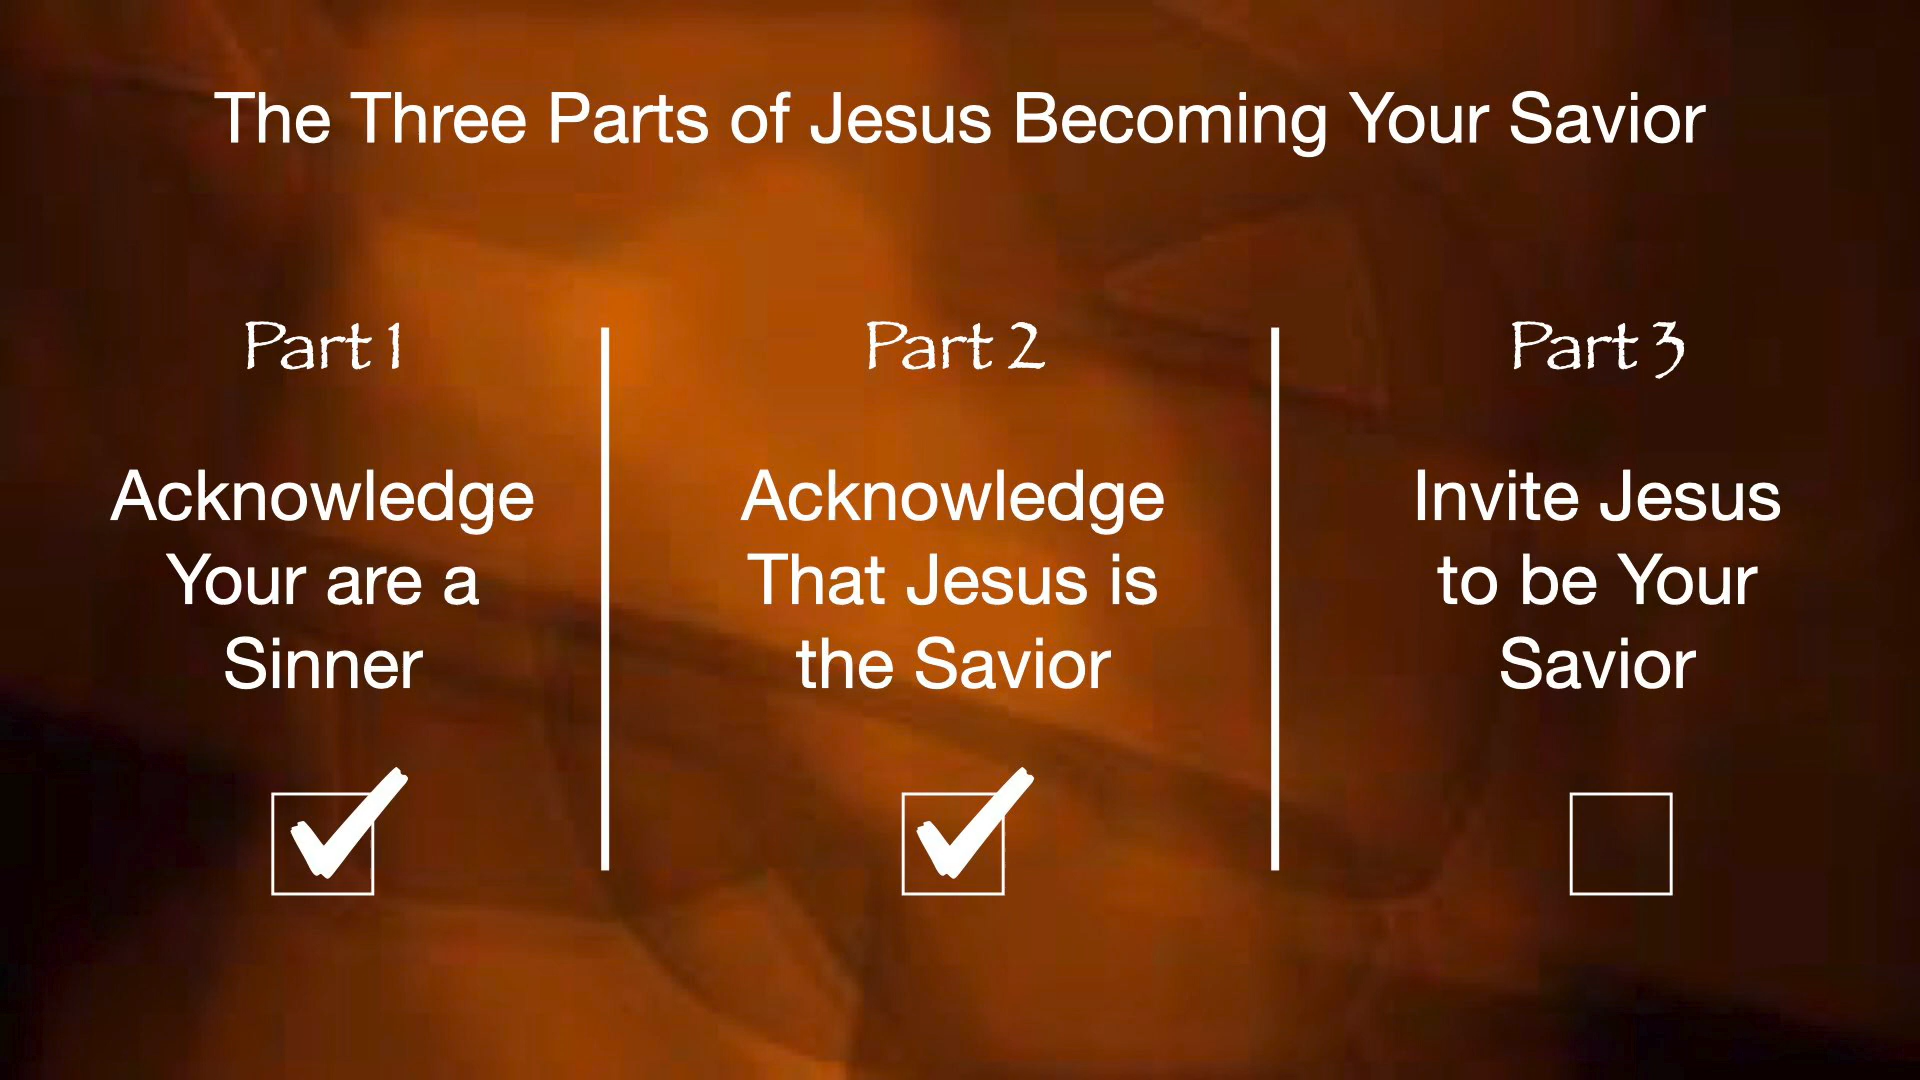 The Three Parts of Jesus Becoming Your Savior
Part 1
Acknowledge
Your are a
Sinner
Part 2
Acknowledge
That Jesus is
the Savior
Part 3
Invite Jesus
to be Your
Savior